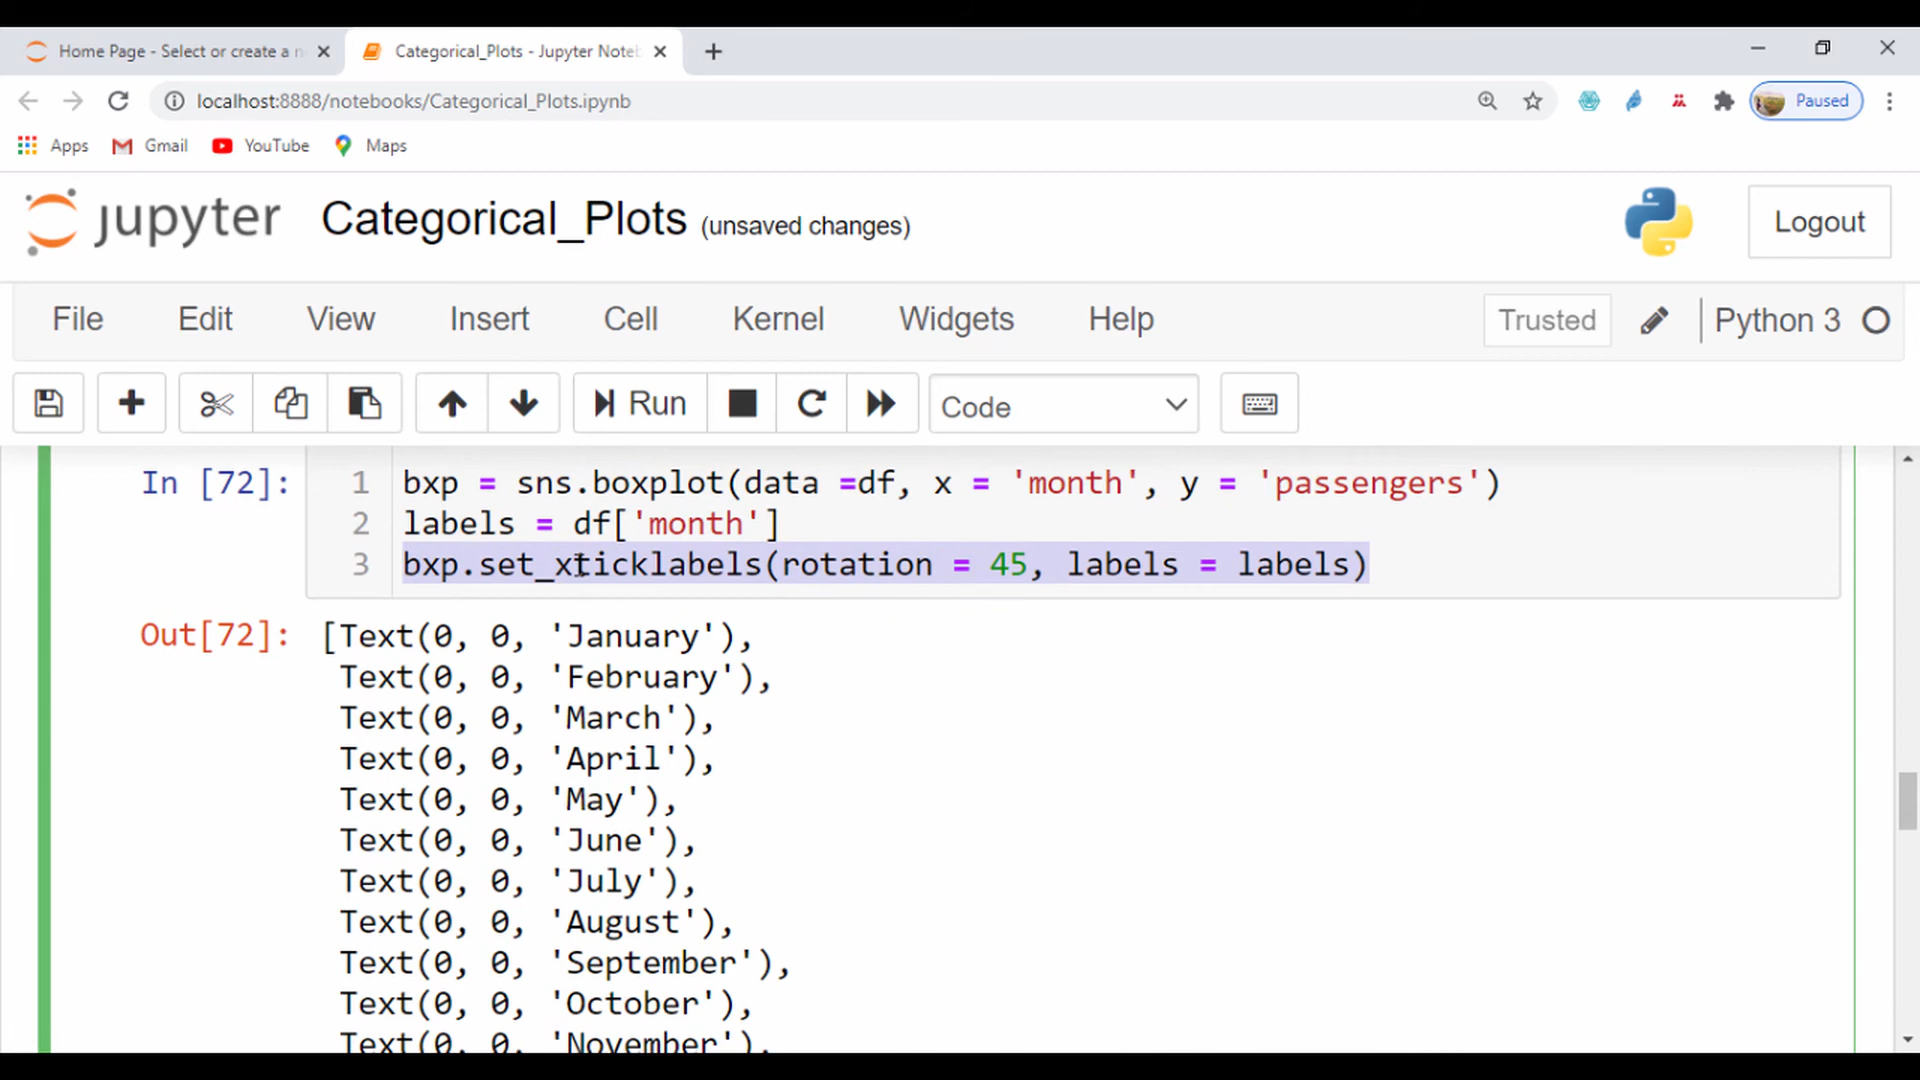 Home Page - Select or create a n
Categorical_Plots - Jupyter Noteb
localhost:8888/notebooks/Categorical_Plots.ipynb
Paused
Apps
Gmail
YouTube
Maps
jupyter
Categorical_Plots (unsaved changes)
Logout
File
Edit
View
Insert
Cell
Kernel
Widgets
Help
Trusted
Python 3
Run
Code
In [72]:
1 bxp = sns.boxplot(data =df, x = 'month', y = 'passengers')
2 labels = df['month']
3 bxp.set_xticklabels(rotation = 45, labels = labels)
Out[72]:
[Text(0, 0, 'January'),
Text(0, 0, 'February'),
Text(0, 0, 'March'),
Text(0, 0, 'April'),
Text(0, 0, 'May'),
Text(0, 0, 'June'),
Text(0, 0, 'July'),
Text(0, 0, 'August'),
Text(0, 0, 'September'),
Text(0, 0, 'October'),
Text(0, 0, 'November'),